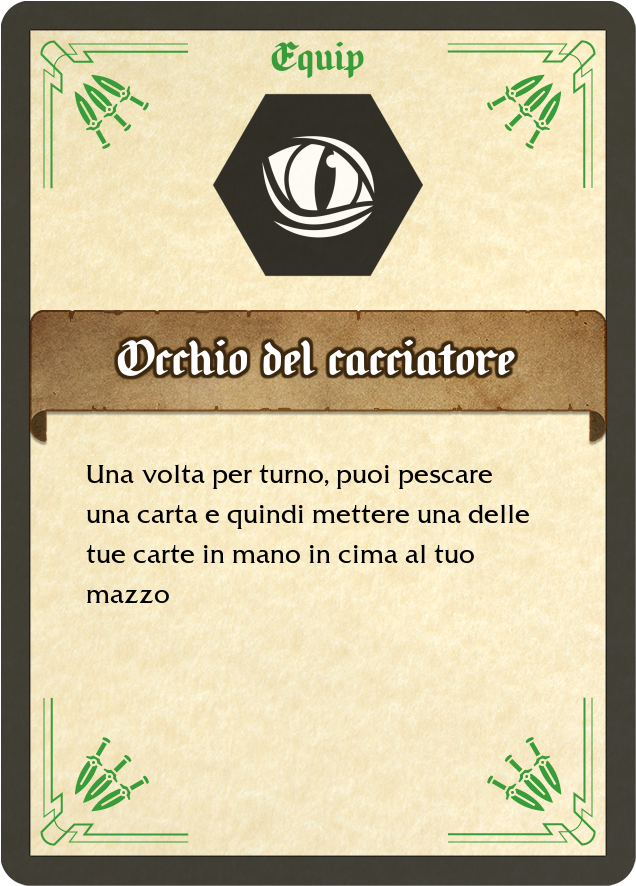 Equip
Occhio del cacciatore
Una volta per turno, puoi pescare
una carta e quindi mettere una delle
tue carte in mano in cima al tuo
mazzo